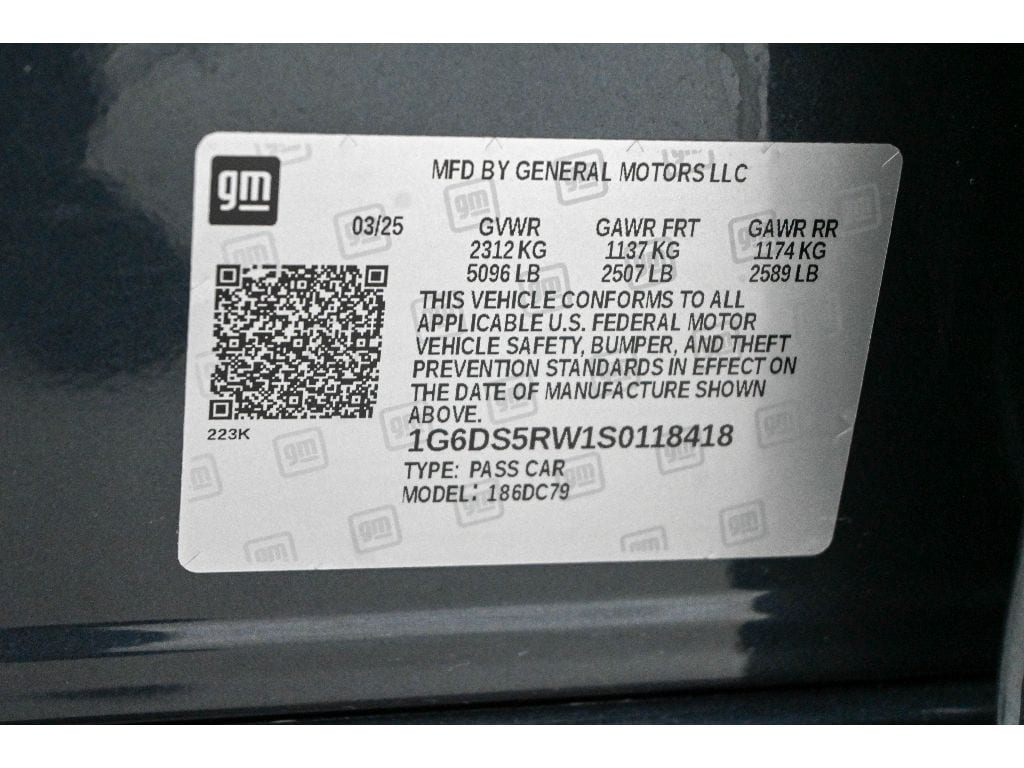 gm
MFD BY GENERAL MOTORS LLC
03/25 GVWR GAWR FRT GAWR RR
2312 KG 1137 KG 1174 KG
5096 LB 2507 LB 2589 LB
THIS VEHICLE CONFORMS TO ALL
APPLICABLE U.S. FEDERAL MOTOR
VEHICLE SAFETY, BUMPER, AND THEFT
PREVENTION STANDARDS IN EFFECT ON
THE DATE OF MANUFACTURE SHOWN
ABOVE.
223K
1G6DS5RW1S0118418
TYPE: PASS CAR
MODEL: 186DC79